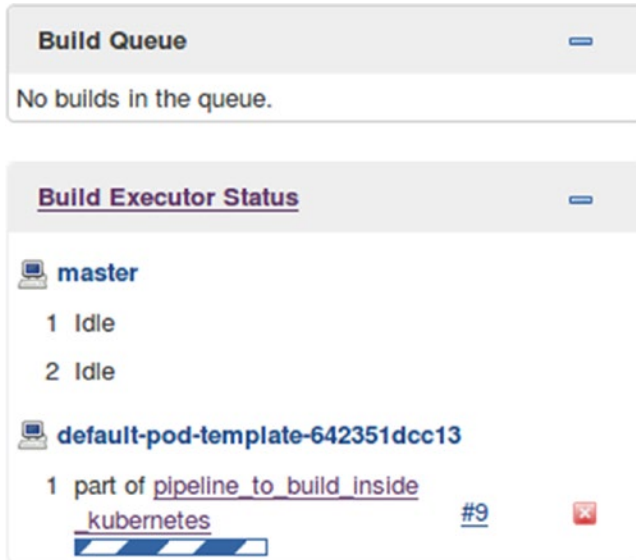 Build Queue
No builds in the queue.
Build Executor Status
master
1 Idle
2 Idle
default-pod-template-642351dcc13
1 part of pipeline_to_build_inside
_kubernetes #9